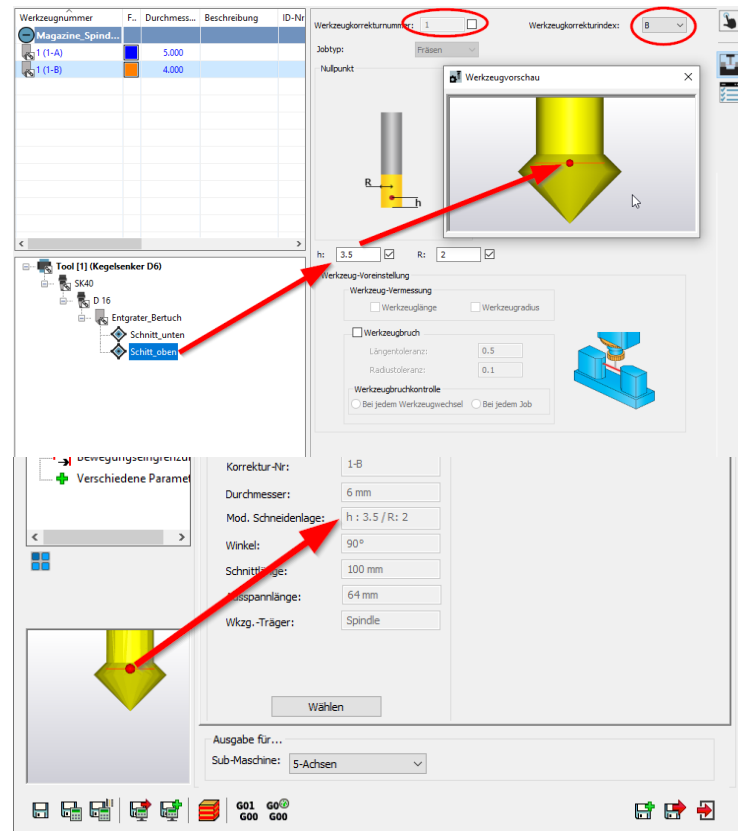 Werkzeugnummer F.. Durchmess... Beschreibung ID-Nr
Magazine_Spind...
1 (1-A) 5.000
1 (1-B) 4.000
Werkzeugkorrekturnummer: 1 Werkzeugkorrekturindex: B
Jobtyp: Fräsen
Nullpunkt
Werkzeugvorschau
R
h
h: 3.5 R: 2
Werkzeug-Voreinstellung
Werkzeug-Vermessung
Werkzeuglänge Werkzeugradius
Werkzeugbruch
Längentoleranz: 0.5
Radiustoleranz: 0.1
Werkzeugbruchkontrolle
Bei jedem Werkzeugwechsel Bei jedem Job
Tool [1] (Kegelsenker D6)
SK40
D 16
Entgrater_Bertuch
Schnitt_unten
Schitt_oben
Verschiedene Paramet
Korrektur-Nr: 1-B
Durchmesser: 6 mm
Mod. Schneidenlage: h : 3.5 / R: 2
Winkel: 90°
Schnittlänge: 100 mm
64 mm
Wkzg.-Träger: Spindle
Wählen
Ausgabe für...
Sub-Maschine: 5-Achsen
G01 G0
G00 G00